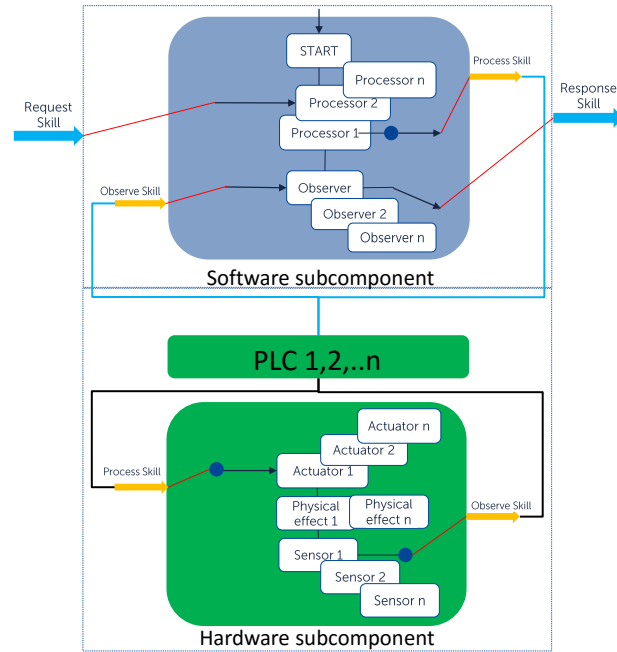 START
Process Skill
Processor n
Response
Skill
Request
Skill
Processor 2
Processor 1
Observe Skill
Observer
Observer 2
Observer n
Software subcomponent
PLC 1,2,..n
Actuator n
Actuator 2
Process Skill
Actuator 1
Physical
effect 1
Physical
effect n
Observe Skill
Sensor 1
Sensor 2
Sensor n
Hardware subcomponent